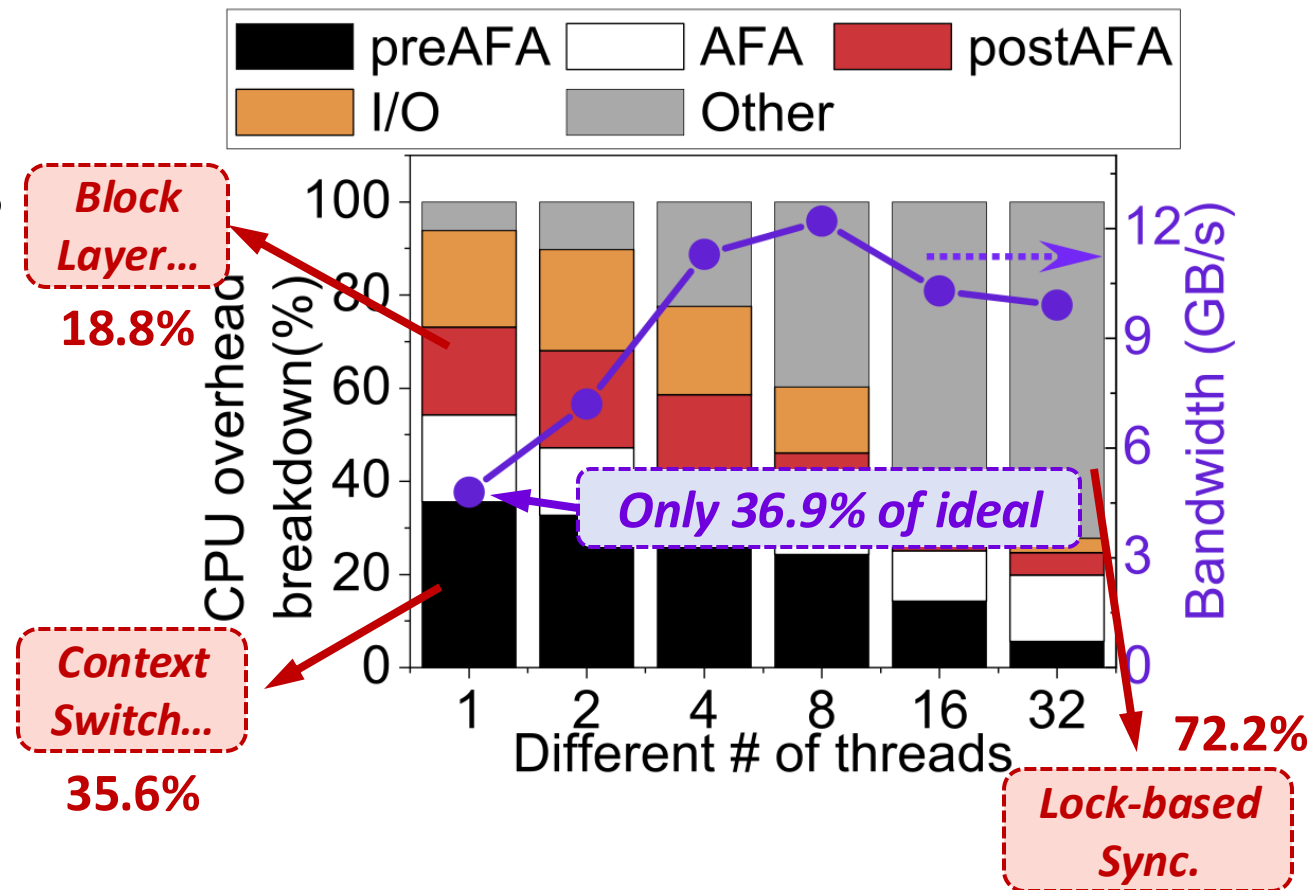 preAFA AFA postAFA
I/O Other
Block
Layer...
18.8%
CPU overhead
breakdown(%)
100
80
60
40
20
0
12
9
6
3
0
Bandwidth (GB/s)
Only 36.9% of ideal
Context
Switch...
35.6%
1 2 4 8 16 32
Different # of threads
72.2%
Lock-based
Sync.